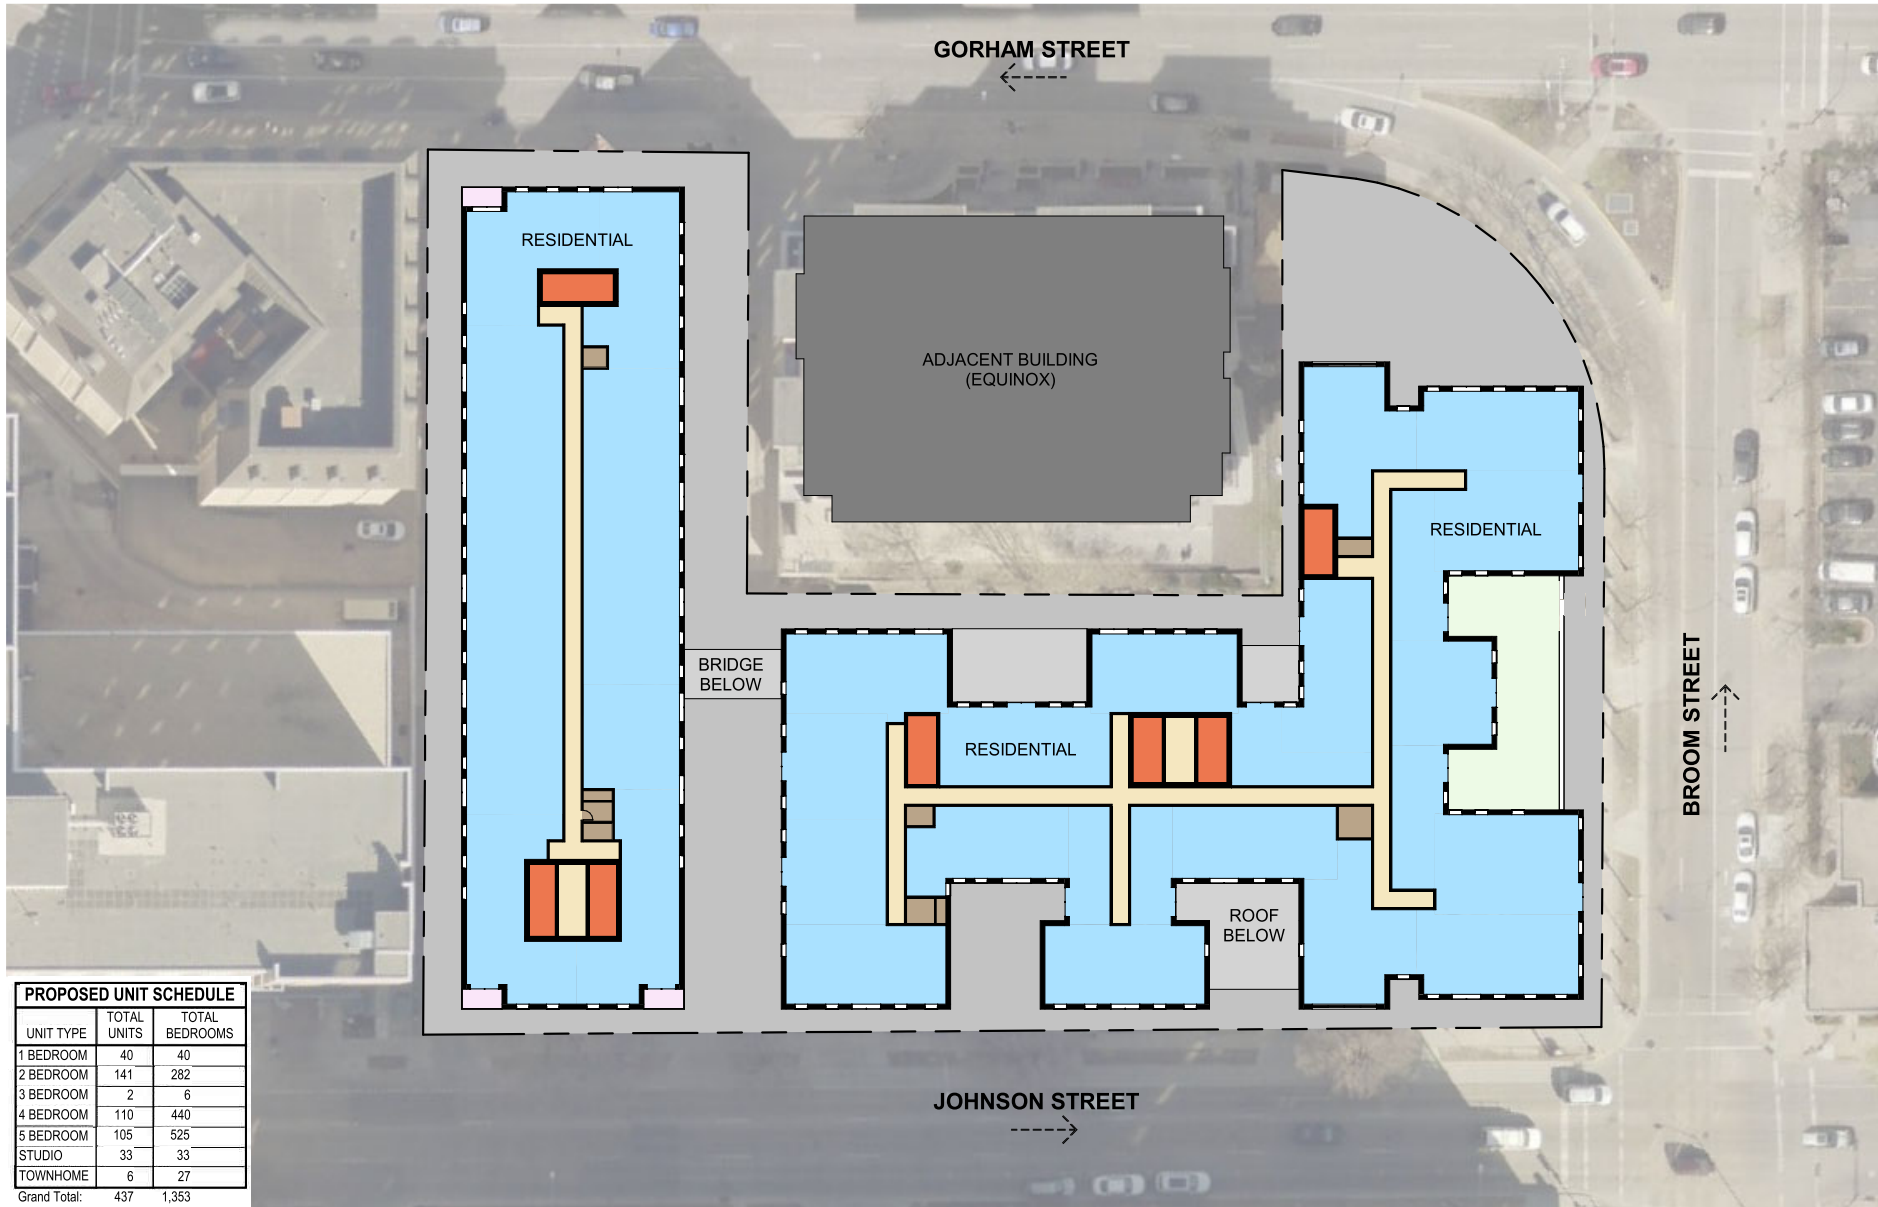 GORHAM STREET
RESIDENTIAL
ADJACENT BUILDING
(EQUINOX)
RESIDENTIAL
BRIDGE
BELOW
RESIDENTIAL
BROOM STREET
ROOF
BELOW
JOHNSON STREET
PROPOSED UNIT SCHEDULE
UNIT TYPE TOTAL UNITS TOTAL BEDROOMS
1 BEDROOM 40 40
2 BEDROOM 141 282
3 BEDROOM 2 6
4 BEDROOM 110 440
5 BEDROOM 105 525
STUDIO 33 33
TOWNHOME 6 27
Grand Total: 437 1,353